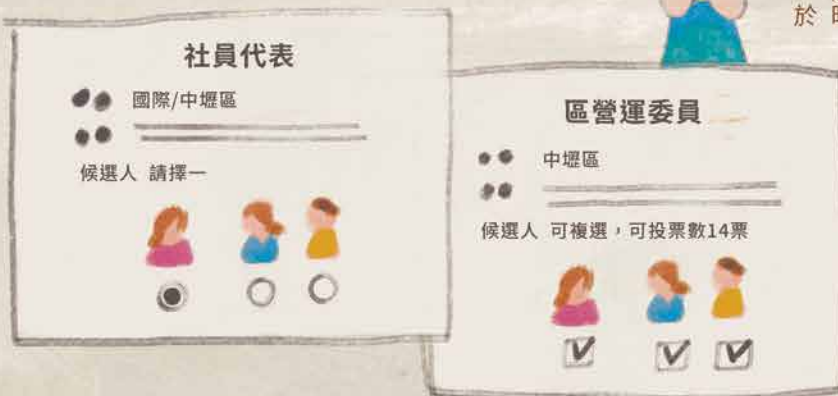 於
社員代表
國際/中壢區
候選人 請擇一
區營運委員
中壢區
候選人 可複選，可投票數14票